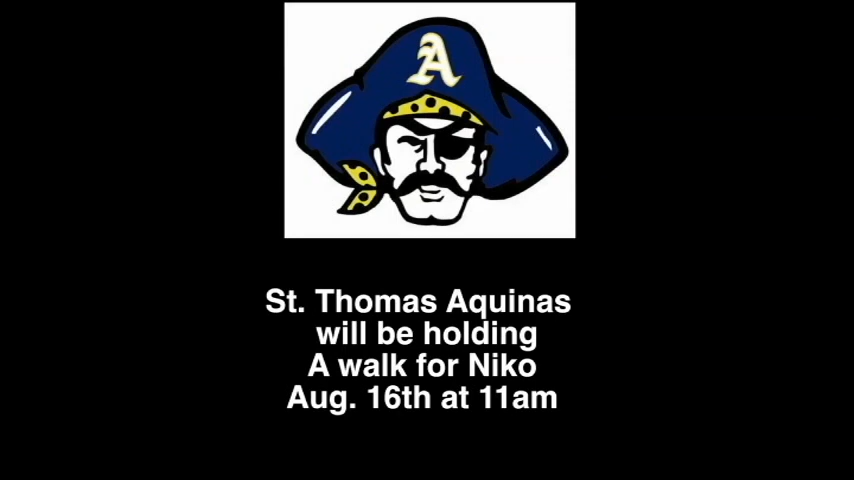 A
St. Thomas Aquinas
will be holding
A walk for Niko
Aug. 16th at 11am